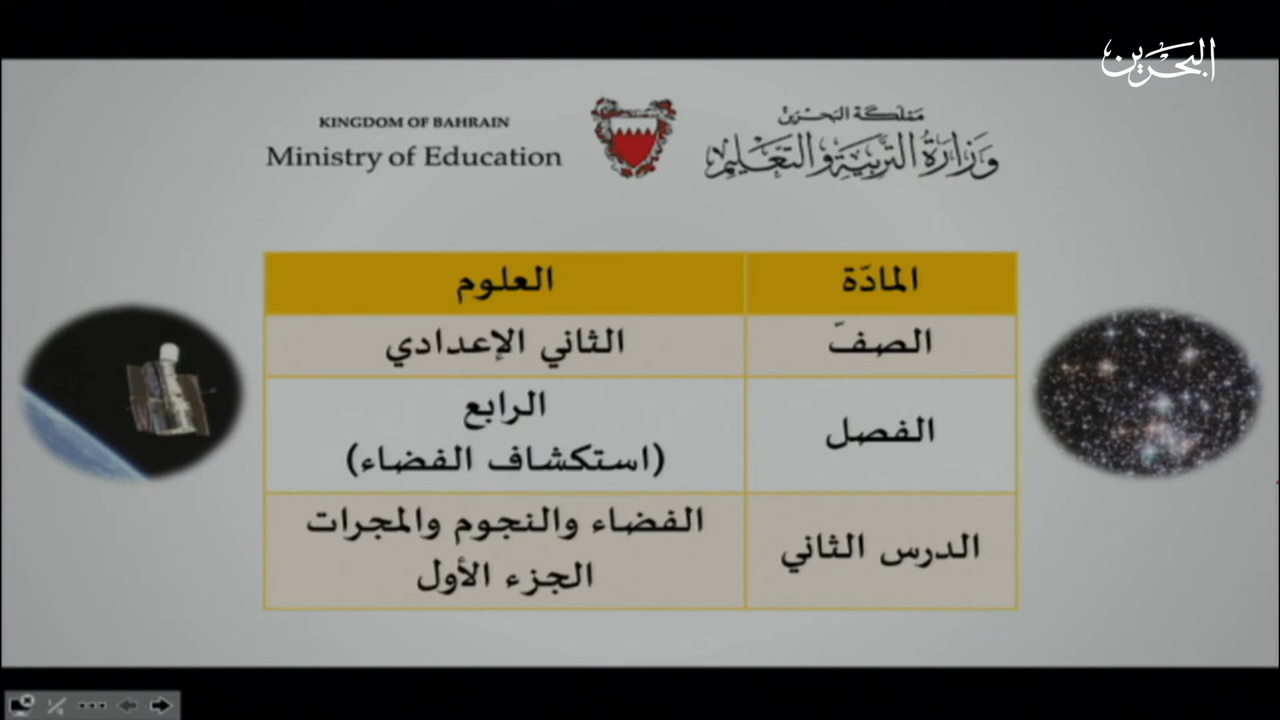 البحرين
KINGDOM OF BAHRAIN
Ministry of Education
مملكة البحرين
وزارة التربية والتعليم
المادّة
العلوم
الصفّ
الثاني الإعدادي
الفصل
الرابع
(استكشاف الفضاء)
الدرس الثاني
الفضاء والنجوم والمجرات
الجزء الأول